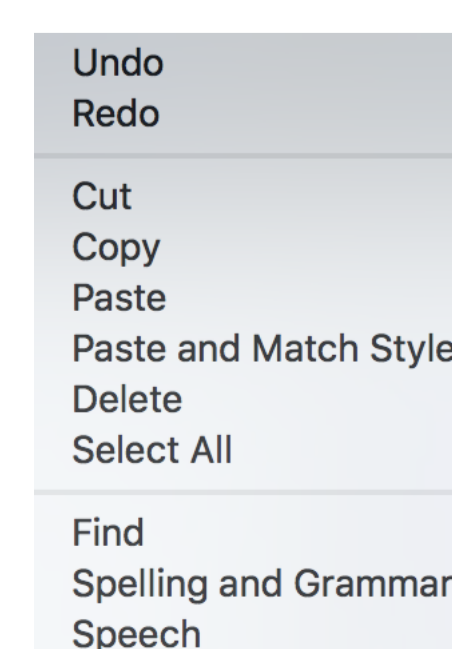 Undo
Redo
Cut
Copy
Paste
Paste and Match Style
Delete
Select All
Find
Spelling and Grammar
Speech